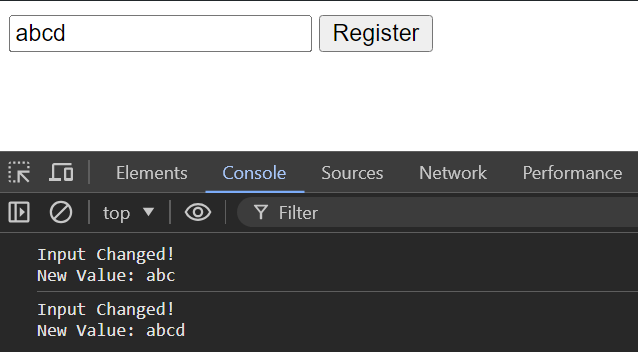 abcd Register
Elements Console Sources Network Performance
top Filter
Input Changed!
New Value: abc
Input Changed!
New Value: abcd